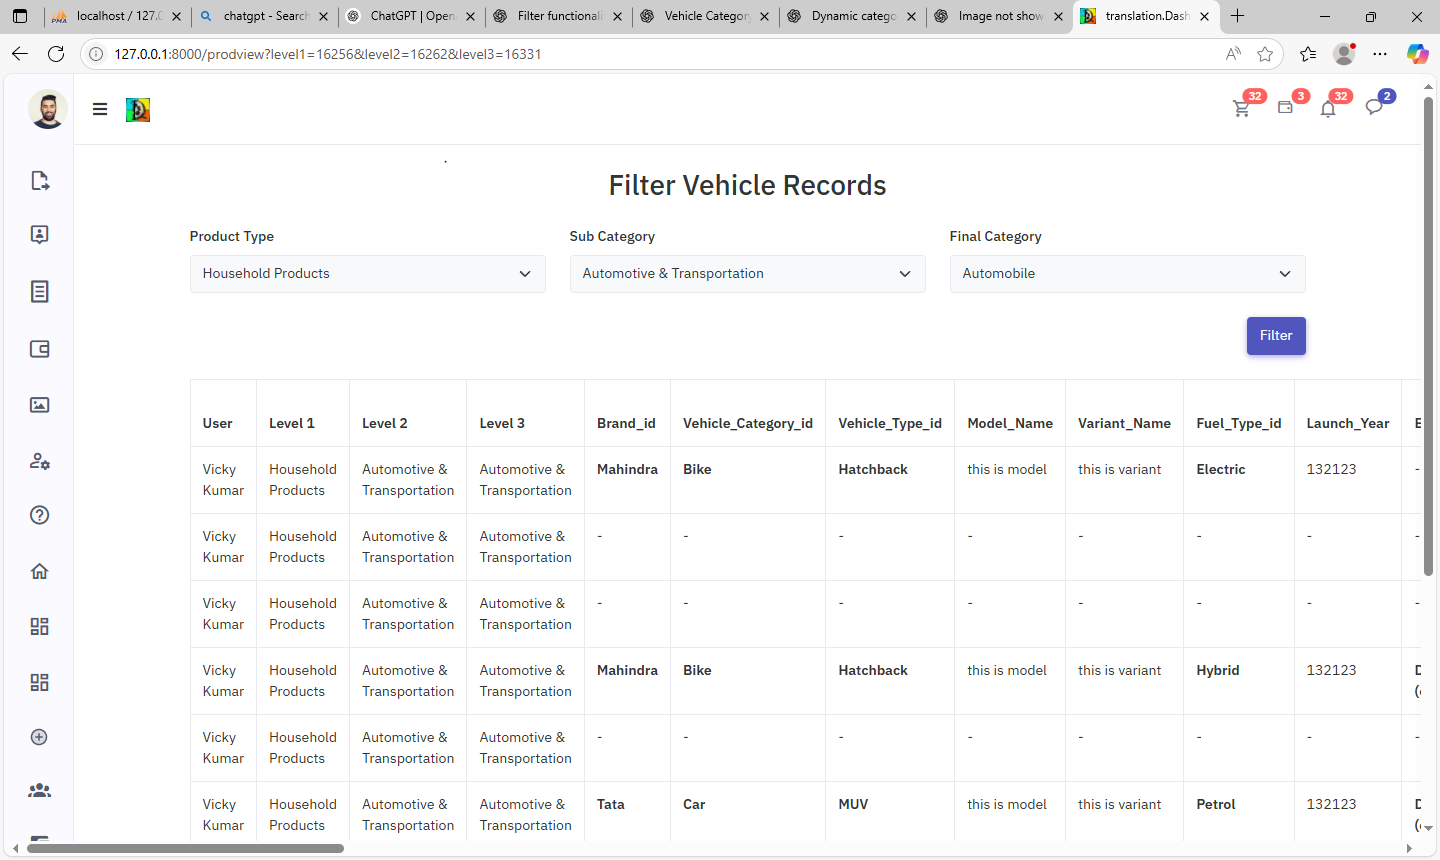 localhost / 127.0
chatgpt - Search
ChatGPT | Open
Filter functionali
Vehicle Category
Dynamic catego
Image not show
translation.Dash
127.0.0.1:8000/prodview?level1=16256&level2=16262&level3=16331
32
3
32
2
Filter Vehicle Records
Product Type
Sub Category
Final Category
Household Products
Automotive & Transportation
Automobile
Filter
User Level 1 Level 2 Level 3 Brand_id Vehicle_Category_id Vehicle_Type_id Model_Name Variant_Name Fuel_Type_id Launch_Year E
Vicky Household Automotive & Automotive & Mahindra Bike Hatchback this is model this is variant Electric 132123 -
Kumar Products Transportation Transportation
Vicky Household Automotive & Automotive & - - - - - - - -
Kumar Products Transportation Transportation
Vicky Household Automotive & Automotive & - - - - - - - -
Kumar Products Transportation Transportation
Vicky Household Automotive & Automotive & Mahindra Bike Hatchback this is model this is variant Hybrid 132123 D
Kumar Products Transportation Transportation (
Vicky Household Automotive & Automotive & - - - - - - - -
Kumar Products Transportation Transportation
Vicky Household Automotive & Automotive & Tata Car MUV this is model this is variant Petrol 132123 D
Kumar Products Transportation Transportation (